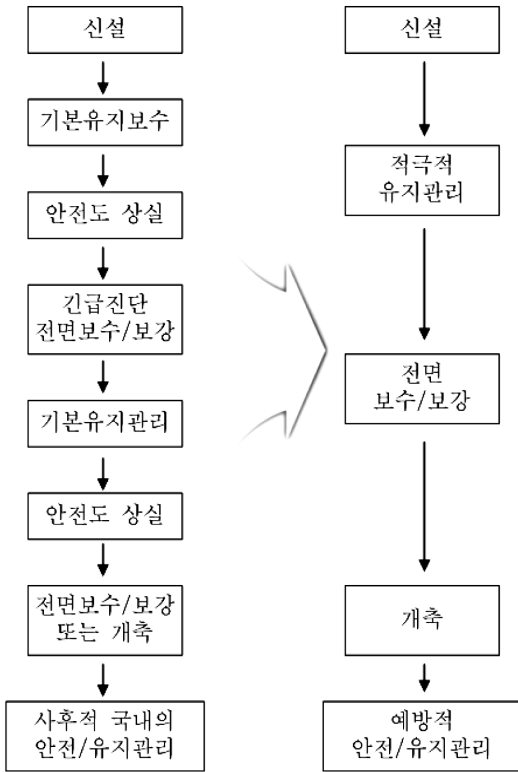 신설
기본유지보수
안전도 상실
긴급진단
전면보수/보강
기본유지관리
안전도 상실
전면보수/보강
또는 개축
사후적 국내의
안전/유지관리
신설
적극적
유지관리
전면
보수/보강
개축
예방적
안전/유지관리